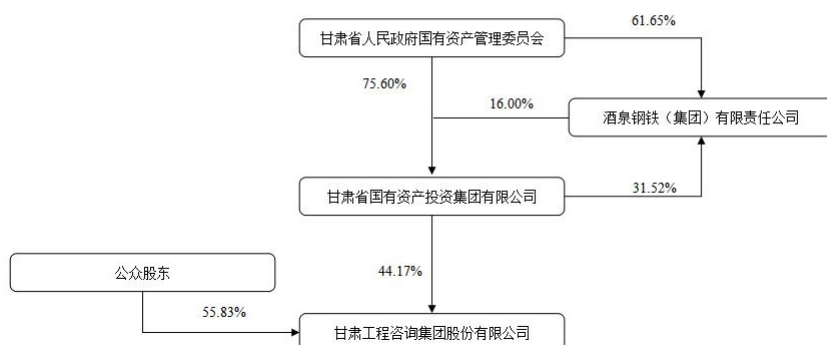 甘肃省人民政府国有资产管理委员会
61.65%
75.60%
16.00%
酒泉钢铁（集团）有限责任公司
甘肃省国有资产投资集团有限公司
31.52%
44.17%
公众股东
55.83%
甘肃工程咨询集团股份有限公司